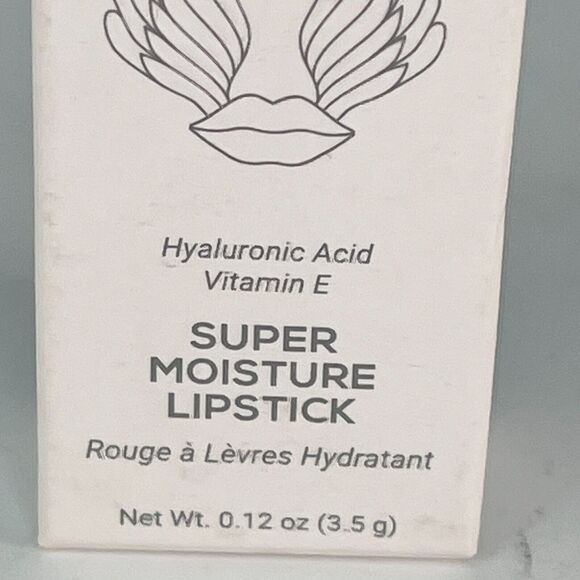 Hyaluronic Acid
Vitamin E
SUPER
MOISTURE
LIPSTICK
Rouge à Lèvres Hydratant
Net Wt. 0.12 oz (3.5 g)